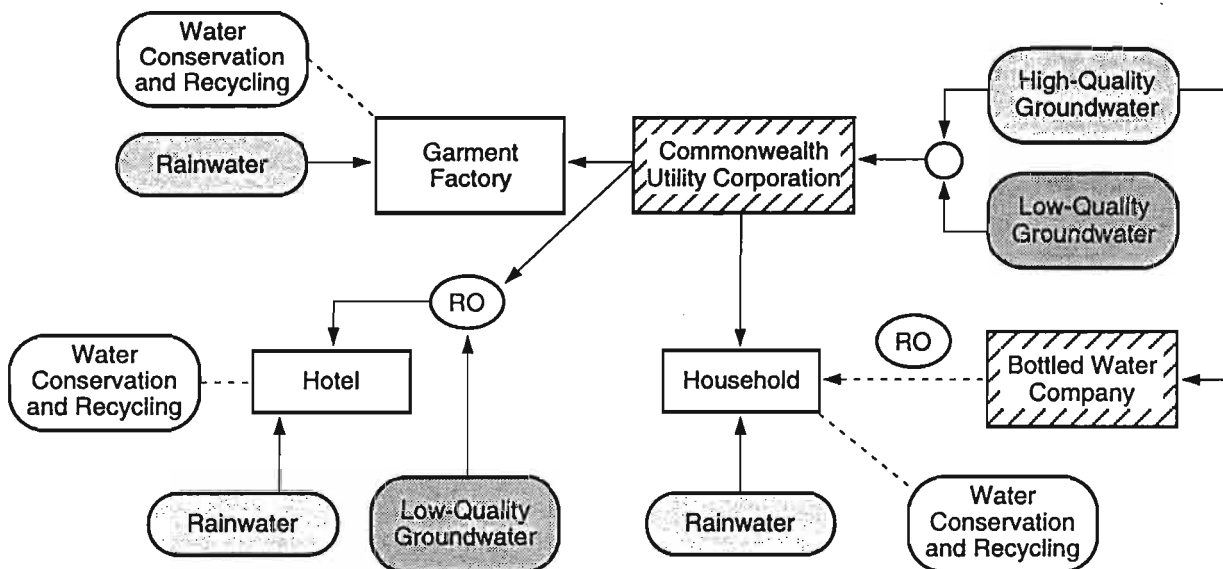 Water
Conservation
and Recycling
High-Quality
Groundwater
Rainwater
Garment
Factory
Commonwealth
Utility Corporation
Low-Quality
Groundwater
RO
Water
Conservation
and Recycling
Hotel
Household
RO
Bottled Water
Company
Rainwater
Low-Quality
Groundwater
Rainwater
Water
Conservation
and Recycling